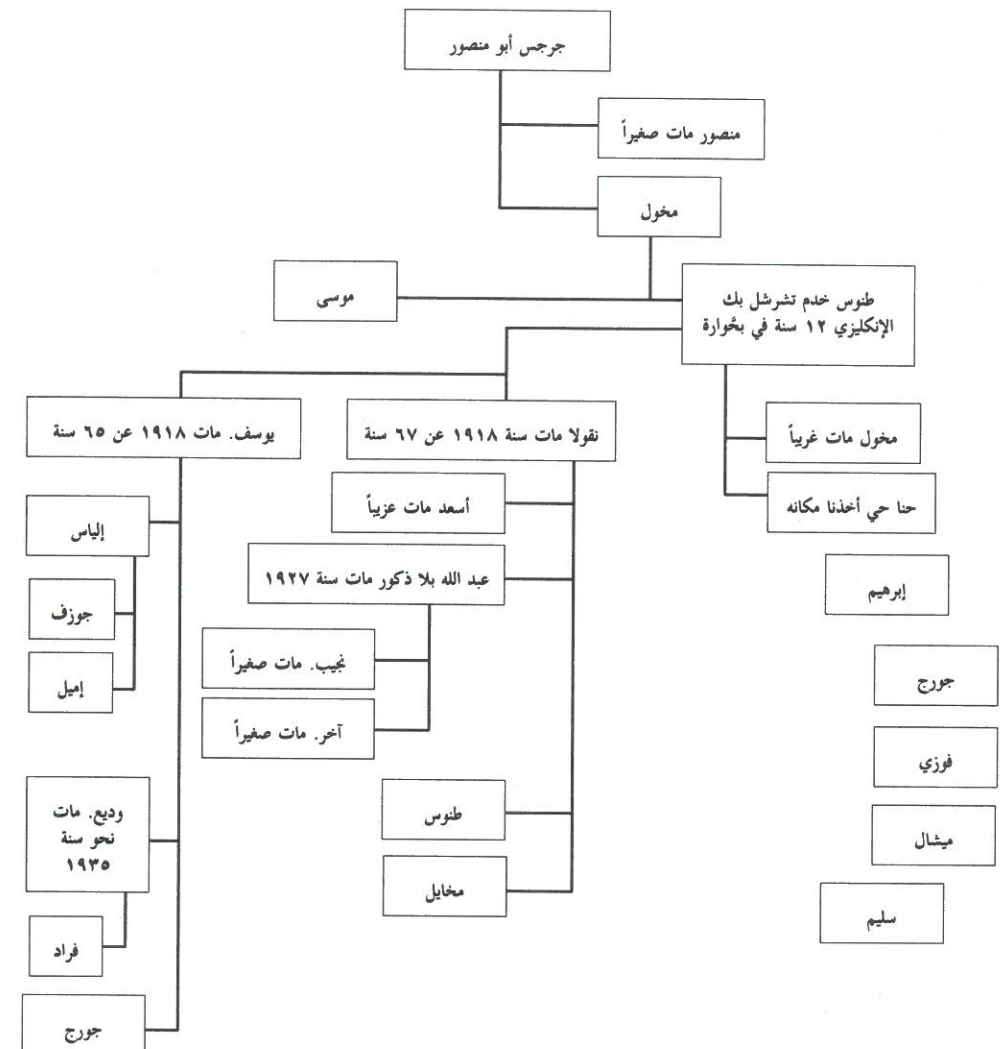 جرجس أبو منصور
منصور مات صغيراً
مخول
طنوس خدم تشرشل بك
الإنكليزي ١٢ سنة في بحَّوارة
موسى
يوسف. مات ١٩١٨ عن ٦٥ سنة
نقولا مات سنة ١٩١٨ عن ٦٧ سنة
مخول مات غريباً
حنا حي أخذنا مكانه
أسعد مات عزيباً
إلياس
عبد الله بلا ذكور مات سنة ١٩٢٧
إبرهيم
جوزف
نجيب. مات صغيراً
إميل
جورج
آخر. مات صغيراً
فوزي
وديع. مات
نحو سنة
١٩٣٥
طنوس
ميشال
مخايل
سليم
فراد
جورج